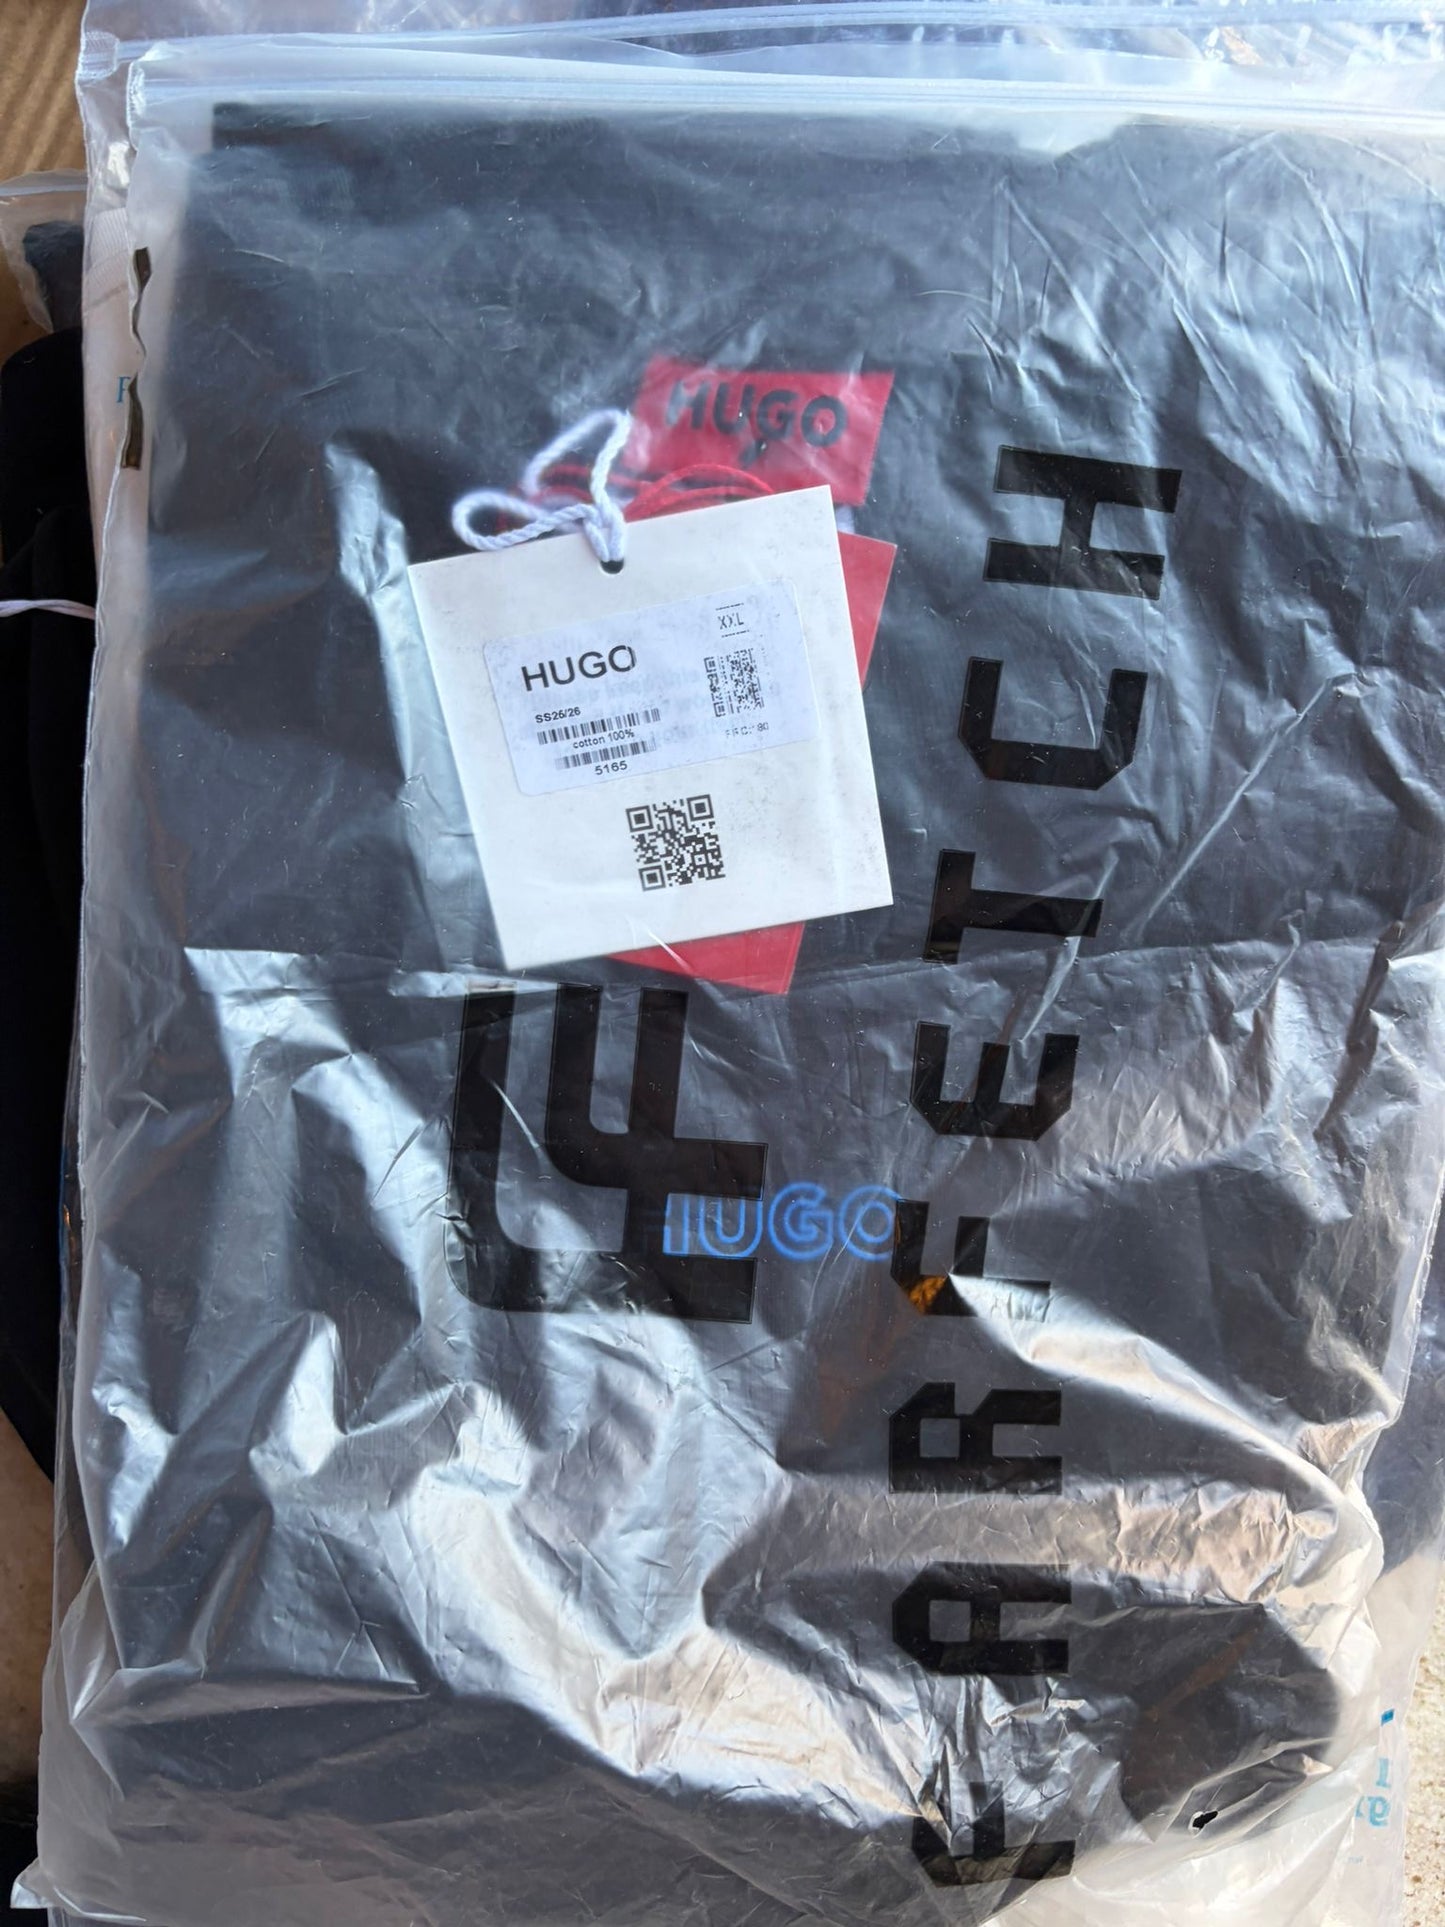 HUGO
HUGO
XXL
SS25/26
cotton 100%
5165
HUGO
FARFETCH